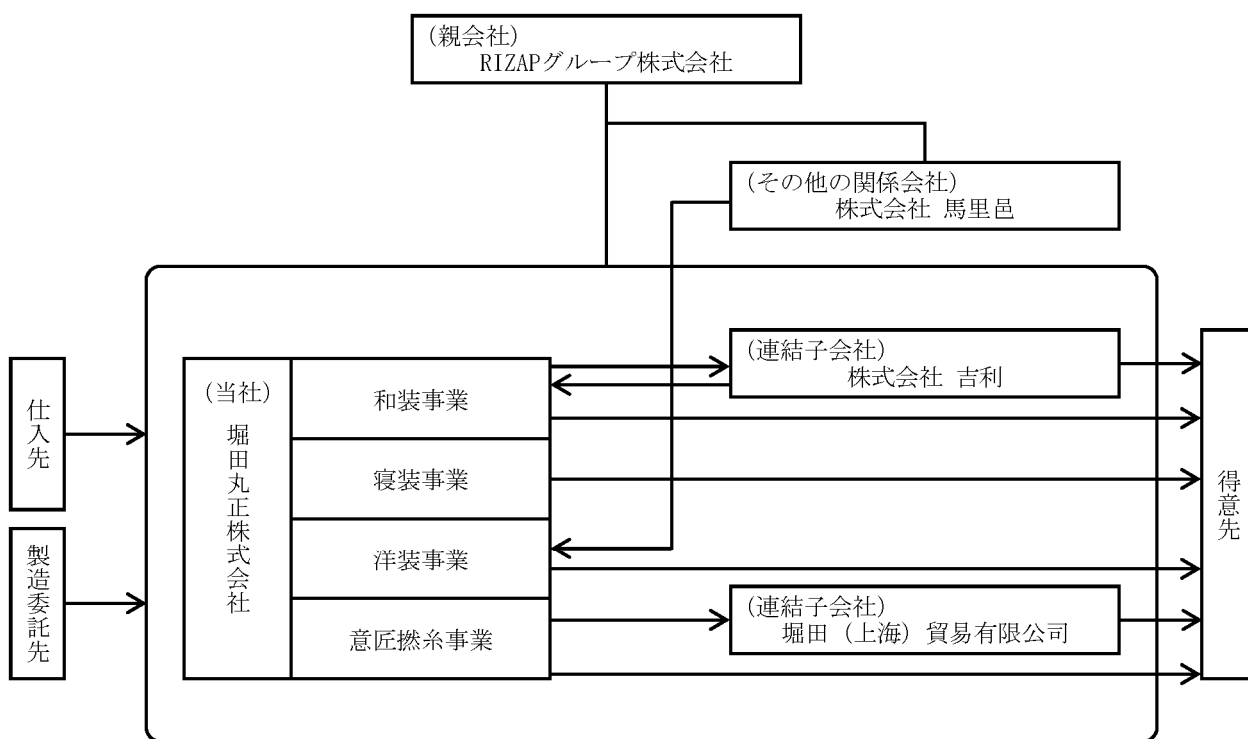 (親会社)
RIZAPグループ株式会社
(その他の関係会社)
株式会社 馬里邑
(連結子会社)
株式会社 吉利
仕入先
製造委託先
(当社)
堀田丸正株式会社
和装事業
寝装事業
洋装事業
意匠撚糸事業
(連結子会社)
堀田（上海）貿易有限公司
得意先